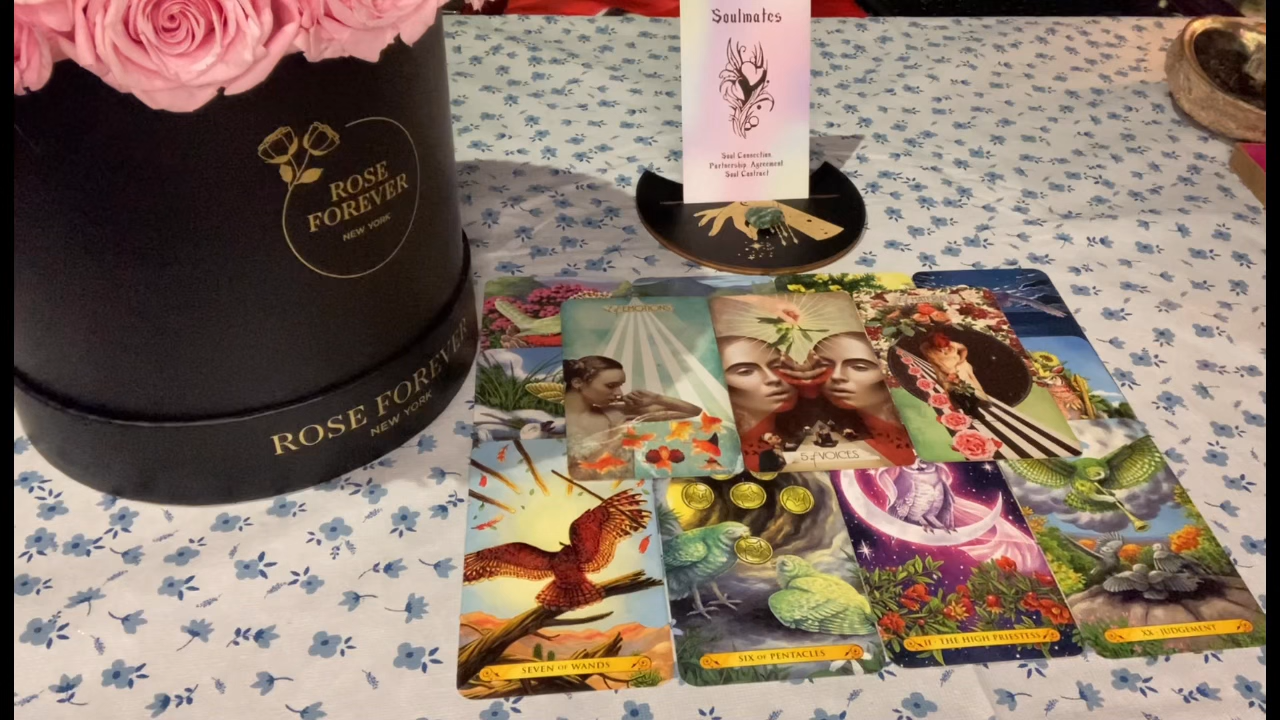 Soulmates
Soul Connection
Partnership Agreement
Soul Contract
ROSE
FOREVER
NEW YORK
ROSE FOREVER
NEW YORK
VOICES
SEVEN OF WANDS
SIX OF PENTACLES
II · THE HIGH PRIESTESS
XX · JUDGEMENT